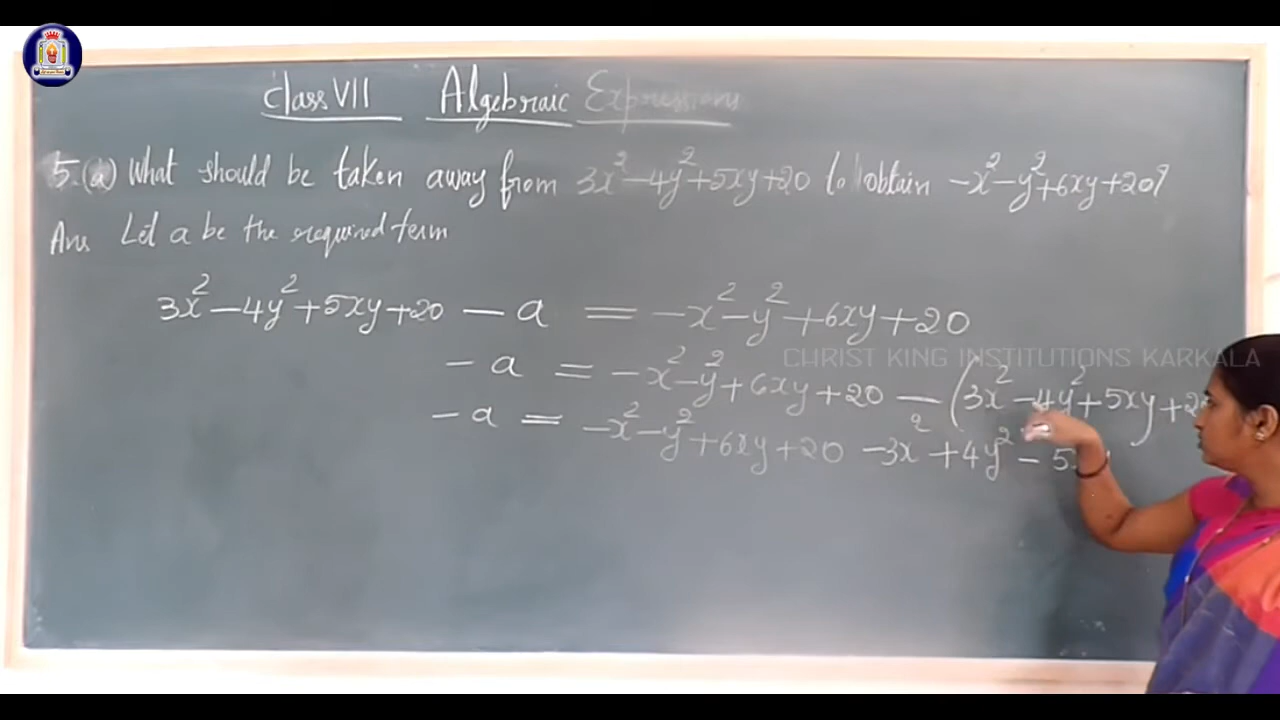 Class VII Algebraic Expressions
5.(a) What should be taken away from 3x²-4y²+5xy+20 to obtain -x²-y²+6xy+20?
Ans Let a be the required term
3x²-4y²+5xy+20 - a = -x²-y²+6xy+20
CHRIST KING INSTITUTIONS KARKALA
- a = -x²-y²+6xy+20 - (3x²-4y²+5xy+2
- a = -x²-y²+6xy+20 -3x²+4y²-5